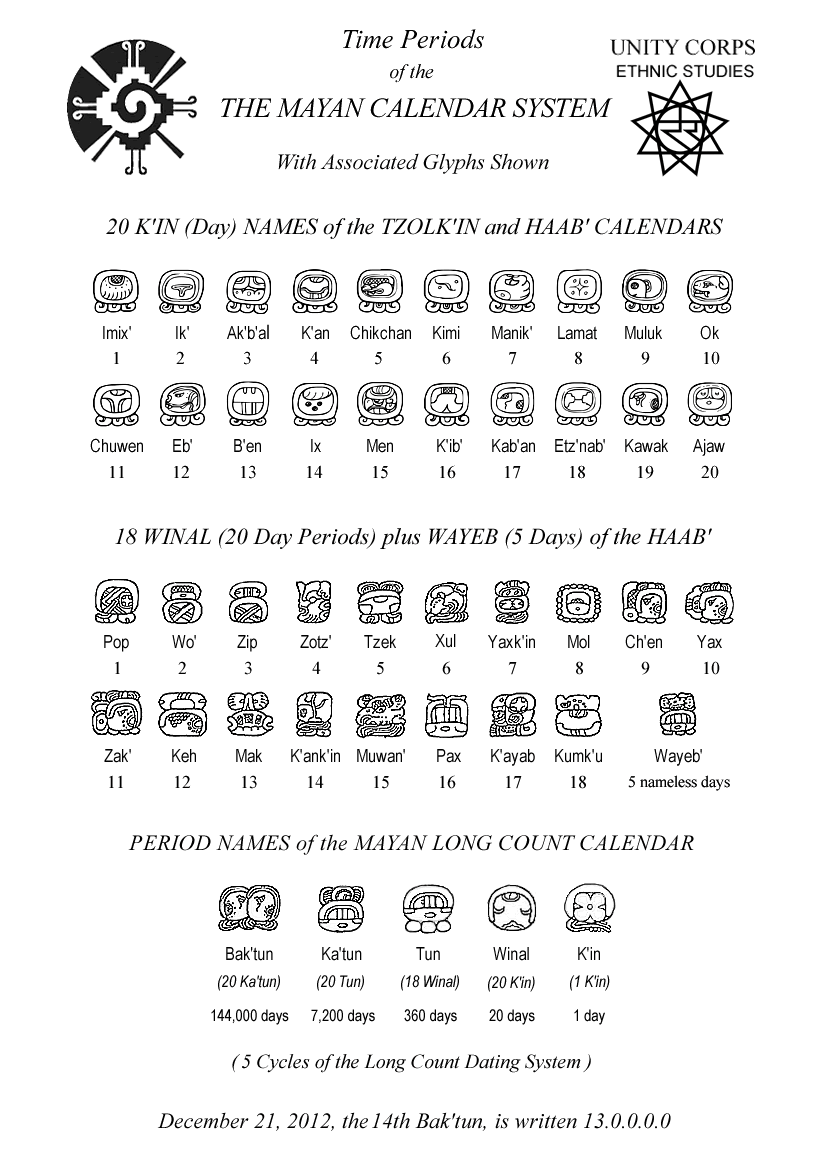 Time Periods
of the
THE MAYAN CALENDAR SYSTEM
With Associated Glyphs Shown
UNITY CORPS
ETHNIC STUDIES
20 K'IN (Day) NAMES of the TZOLK'IN and HAAB' CALENDARS
Imix' Ik' Ak'b'al K'an Chikchan Kimi Manik' Lamat Muluk Ok
1 2 3 4 5 6 7 8 9 10
Chuwen Eb' B'en Ix Men K'ib' Kab'an Etz'nab' Kawak Ajaw
11 12 13 14 15 16 17 18 19 20
18 WINAL (20 Day Periods) plus WAYEB (5 Days) of the HAAB'
Pop Wo' Zip Zotz' Tzek Xul Yaxk'in Mol Ch'en Yax
1 2 3 4 5 6 7 8 9 10
Zak' Keh Mak K'ank'in Muwan' Pax K'ayab Kumk'u Wayeb'
11 12 13 14 15 16 17 18 5 nameless days
PERIOD NAMES of the MAYAN LONG COUNT CALENDAR
Bak'tun Ka'tun Tun Winal K'in
(20 Ka'tun) (20 Tun) (18 Winal) (20 K'in) (1 K'in)
144,000 days 7,200 days 360 days 20 days 1 day
( 5 Cycles of the Long Count Dating System )
December 21, 2012, the 14th Bak'tun, is written 13.0.0.0.0